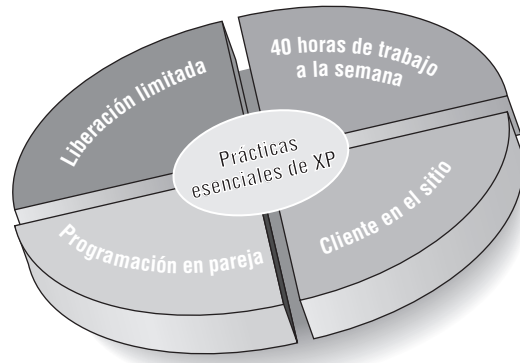 Liberación limitada
40 horas de trabajo
a la semana
Prácticas
esenciales de XP
Programación en pareja
Cliente en el sitio